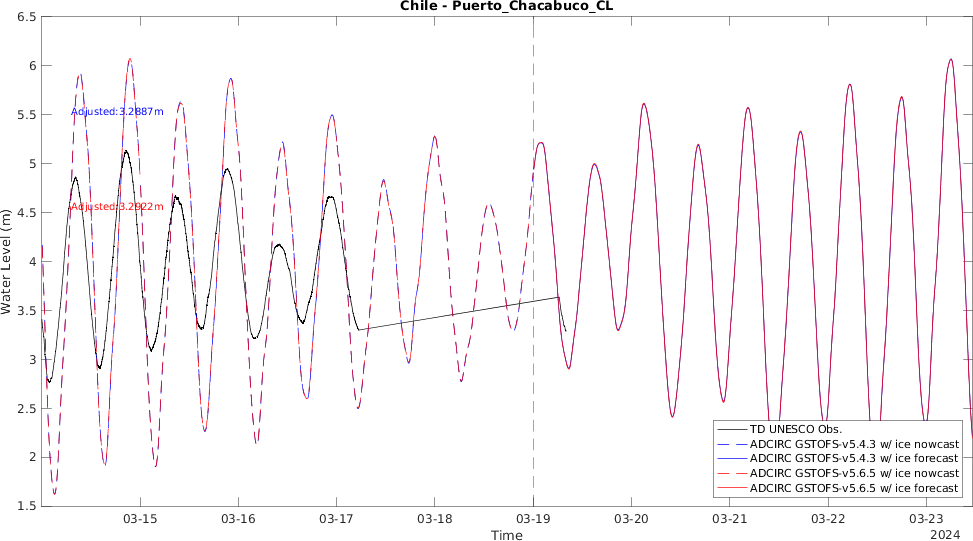 Chile - Puerto_Chacabuco_CL
6.5
6
5.5
5
4.5
4
3.5
3
2.5
2
1.5
Water Level (m)
Adjusted:3.2887m
Adjusted:3.2922m
TD UNESCO Obs.
ADCIRC GSTOFS-v5.4.3 w/ ice nowcast
ADCIRC GSTOFS-v5.4.3 w/ ice forecast
ADCIRC GSTOFS-v5.6.5 w/ ice nowcast
ADCIRC GSTOFS-v5.6.5 w/ ice forecast
03-15 03-16 03-17 03-18 03-19 03-20 03-21 03-22 03-23
Time
2024